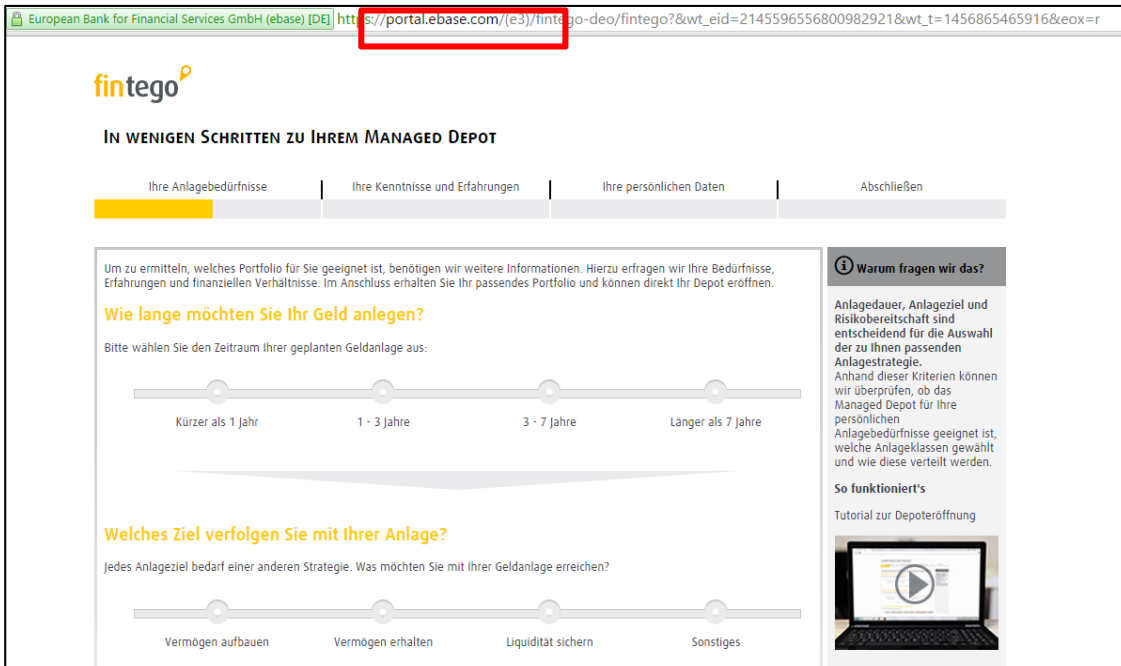 European Bank for Financial Services GmbH (ebase) [DE] https://portal.ebase.com/(e3)/fintego-deo/fintego?&wt_eid=2145596556800982921&wt_t=1456865465916&eox=r
fintego
In wenigen Schritten zu Ihrem Managed Depot
Ihre Anlagebedürfnisse
Ihre Kenntnisse und Erfahrungen
Ihre persönlichen Daten
Abschließen
Um zu ermitteln, welches Portfolio für Sie geeignet ist, benötigen wir weitere Informationen. Hierzu erfragen wir Ihre Bedürfnisse,
Erfahrungen und finanziellen Verhältnisse. Im Anschluss erhalten Sie Ihr passendes Portfolio und können direkt Ihr Depot eröffnen.
Wie lange möchten Sie Ihr Geld anlegen?
Bitte wählen Sie den Zeitraum Ihrer geplanten Geldanlage aus:
Kürzer als 1 Jahr
1 - 3 Jahre
3 - 7 Jahre
Länger als 7 Jahre
Welches Ziel verfolgen Sie mit Ihrer Anlage?
Jedes Anlageziel bedarf einer anderen Strategie. Was möchten Sie mit Ihrer Geldanlage erreichen?
Vermögen aufbauen
Vermögen erhalten
Liquidität sichern
Sonstiges
Warum fragen wir das?
Anlagedauer, Anlageziel und
Risikobereitschaft sind
entscheidend für die Auswahl
der zu Ihnen passenden
Anlagestrategie.
Anhand dieser Kriterien können
wir überprüfen, ob das
Managed Depot für Ihre
persönlichen
Anlagebedürfnisse geeignet ist,
welche Anlageklassen gewählt
und wie diese verteilt werden.
So funktioniert's
Tutorial zur Depoteröffnung